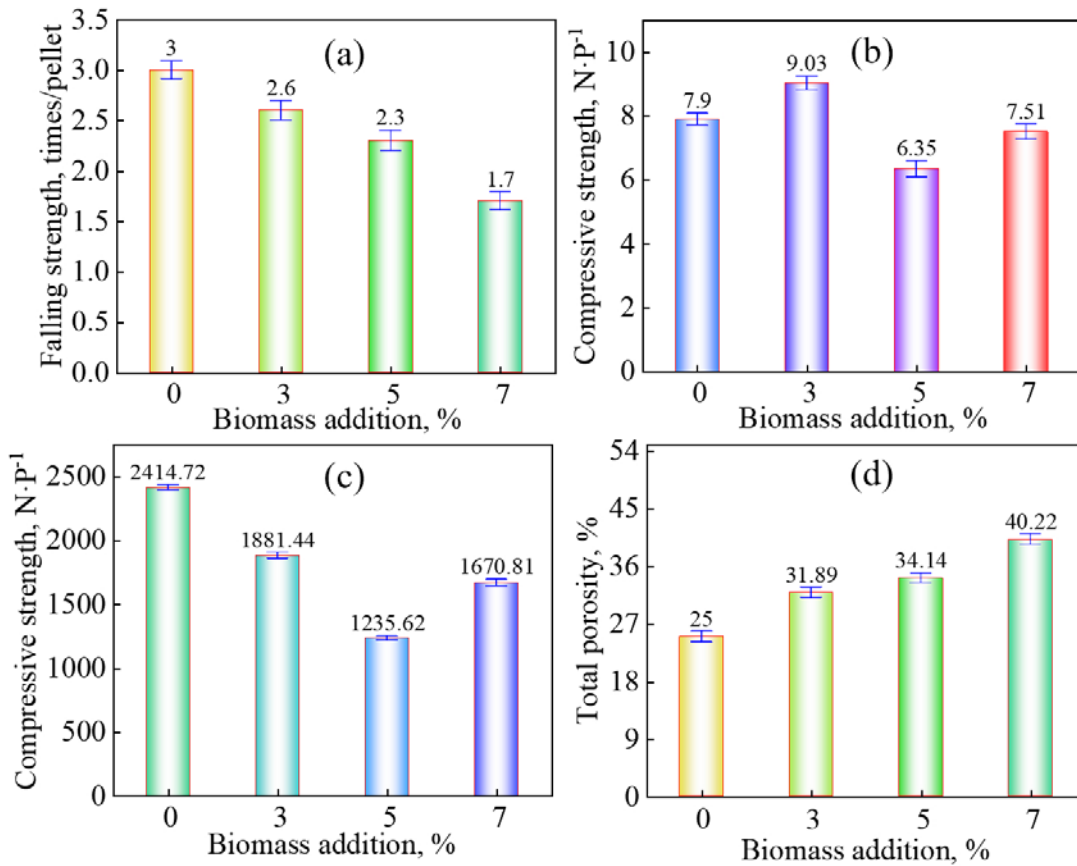 (a)
Falling strength, times/pellet
3.5
3.0
2.5
2.0
1.5
1.0
0.5
0.0
3
2.6
2.3
1.7
0 3 5 7
Biomass addition, %
(b)
Compressive strength, N·P⁻¹
10
8
6
4
2
0
7.9
9.03
6.35
7.51
0 3 5 7
Biomass addition, %
(c)
Compressive strength, N·P⁻¹
2500
2000
1500
1000
500
0
2414.72
1881.44
1235.62
1670.81
0 3 5 7
Biomass addition, %
(d)
Total porosity, %
54
45
36
27
18
9
0
25
31.89
34.14
40.22
0 3 5 7
Biomass addition, %